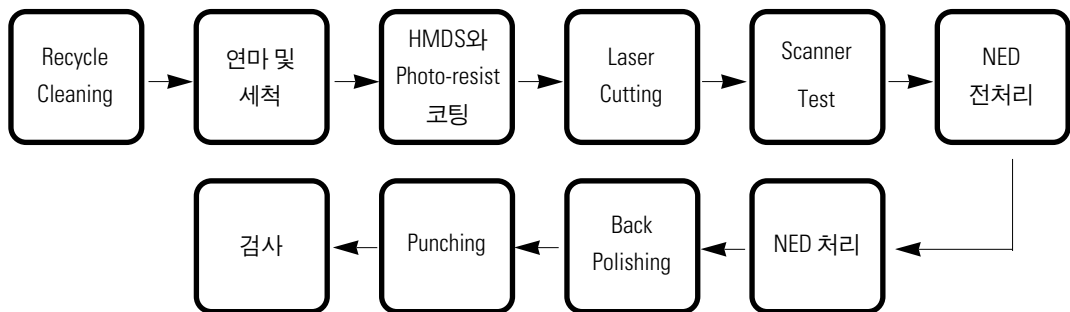 Recycle
Cleaning
연마 및
세척
HMDS와
Photo-resist
코팅
Laser
Cutting
Scanner
Test
NED
전처리
NED 처리
Back
Polishing
Punching
검사